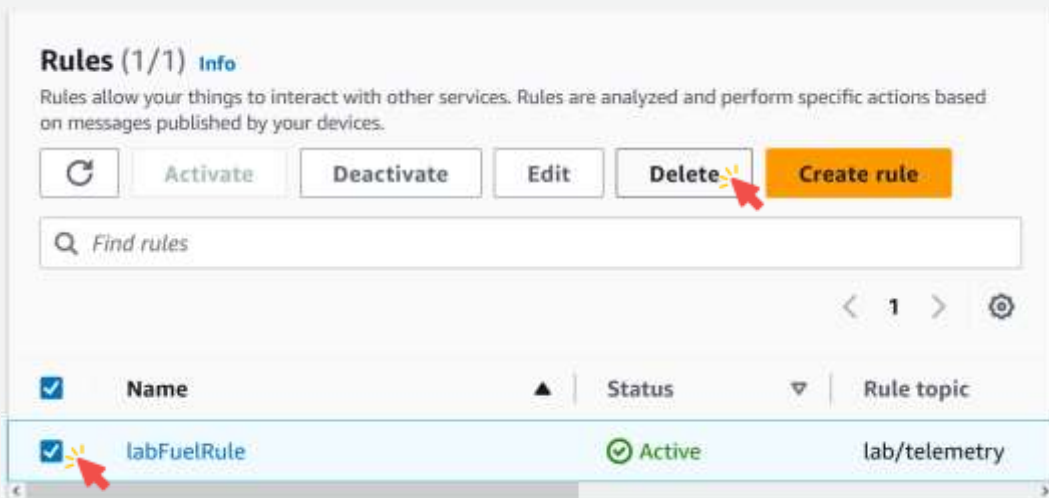 Rules (1/1) Info
Rules allow your things to interact with other services. Rules are analyzed and perform specific actions based
on messages published by your devices.
Activate Deactivate Edit Delete Create rule
Find rules
1
Name Status Rule topic
labFuelRule Active lab/telemetry